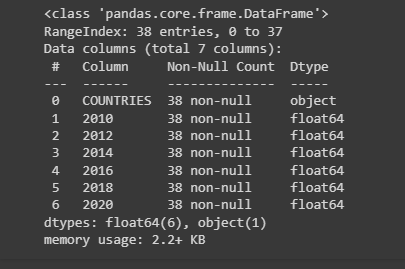 <class 'pandas.core.frame.DataFrame'>
RangeIndex: 38 entries, 0 to 37
Data columns (total 7 columns):
 #   Column     Non-Null Count  Dtype
---  ------     --------------  -----
 0   COUNTRIES  38 non-null     object
 1   2010       38 non-null     float64
 2   2012       38 non-null     float64
 3   2014       38 non-null     float64
 4   2016       38 non-null     float64
 5   2018       38 non-null     float64
 6   2020       38 non-null     float64
dtypes: float64(6), object(1)
memory usage: 2.2+ KB